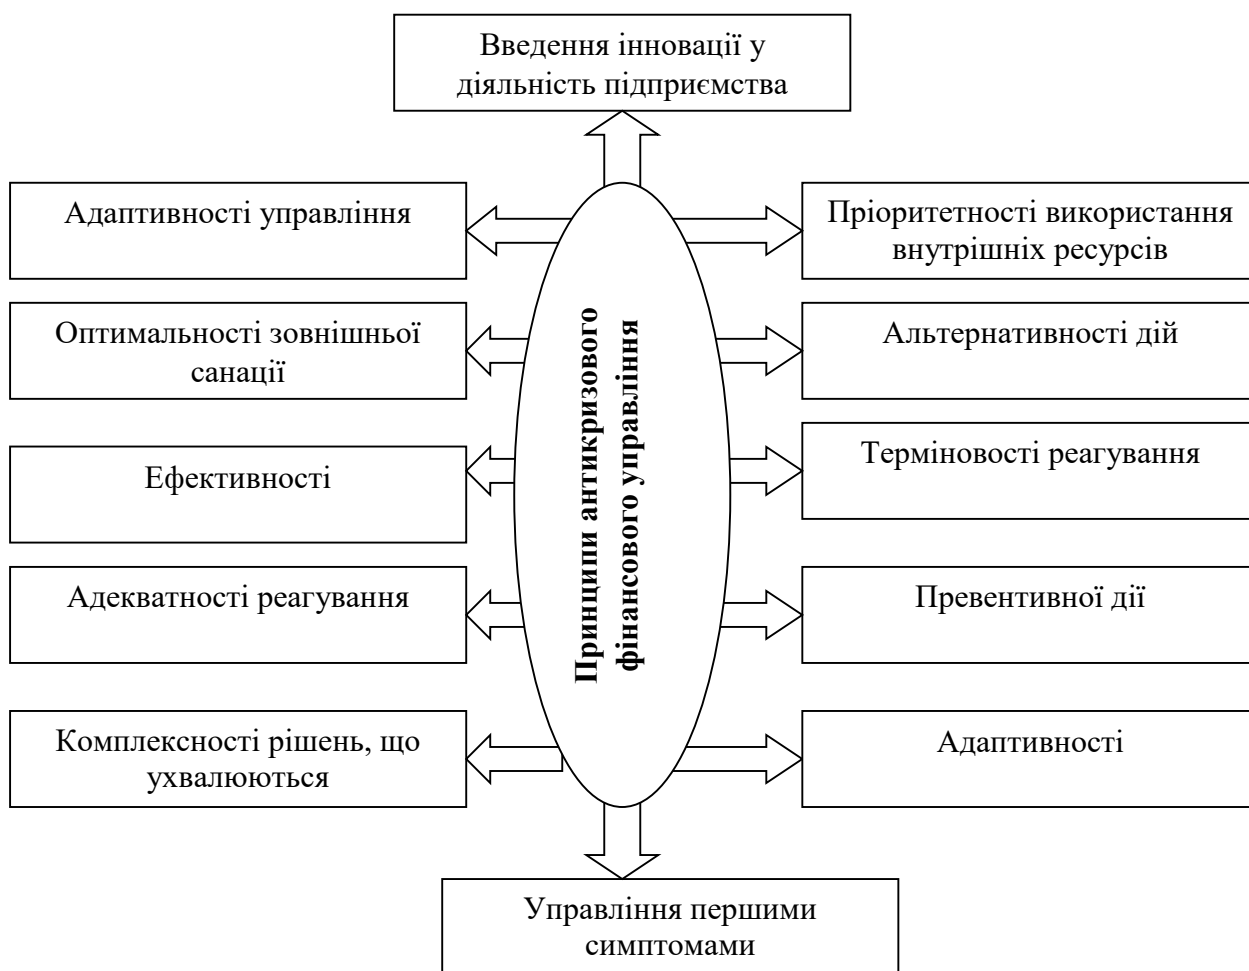 Введення інновації у
діяльність підприємства
Адаптивності управління
Пріоритетності використання
внутрішніх ресурсів
Оптимальності зовнішньої
санації
Альтернативності дій
Ефективності
Терміновості реагування
Принципи антикризового
фінансового управління
Адекватності реагування
Превентивної дії
Комплексності рішень, що
ухвалюються
Адаптивності
Управління першими
симптомами